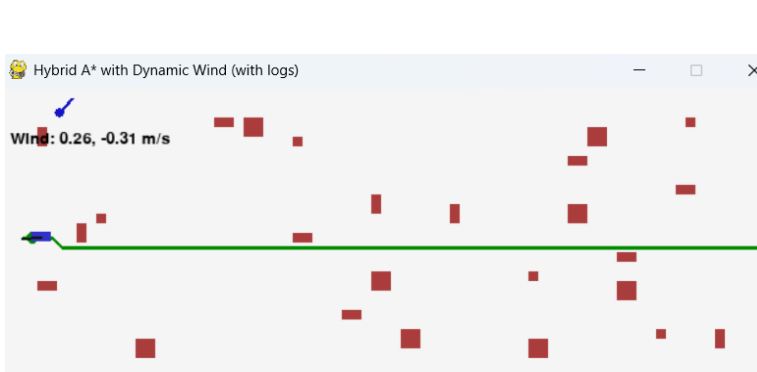 Hybrid A* with Dynamic Wind (with logs)
Wind: 0.26, -0.31 m/s